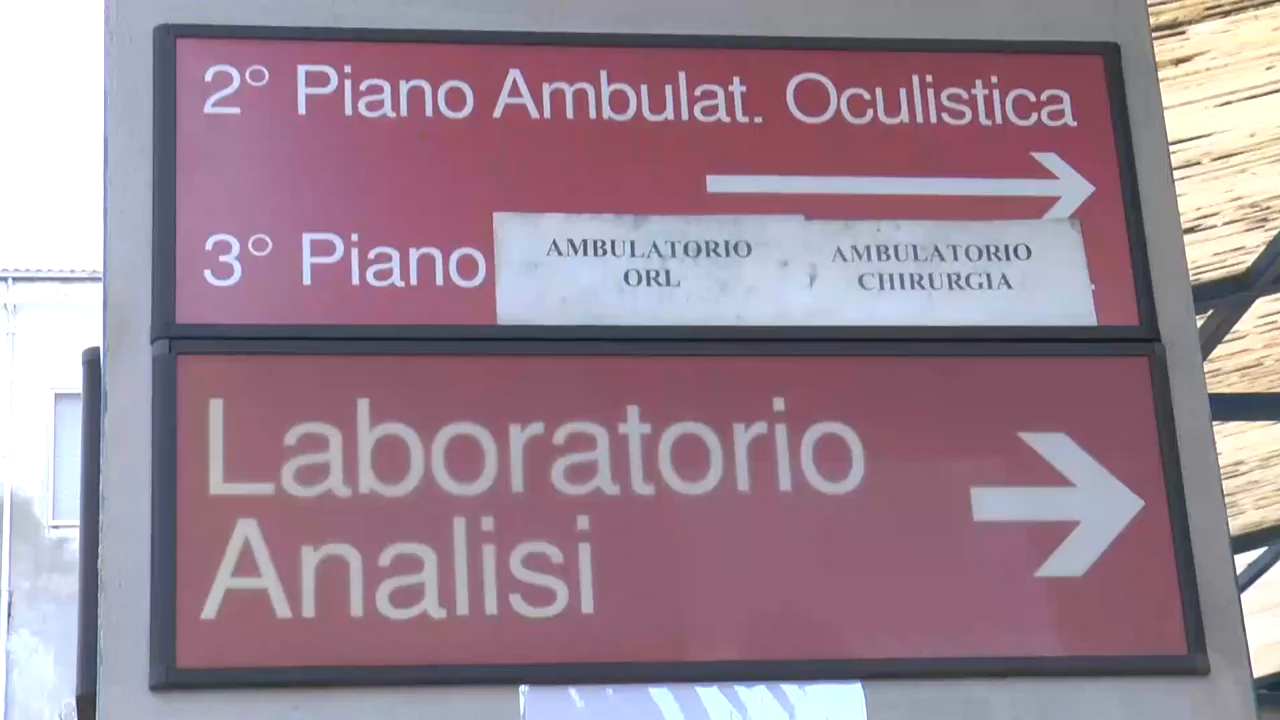 2° Piano Ambulat. Oculistica
3° Piano
AMBULATORIO
ORL
AMBULATORIO
CHIRURGIA
Laboratorio
Analisi